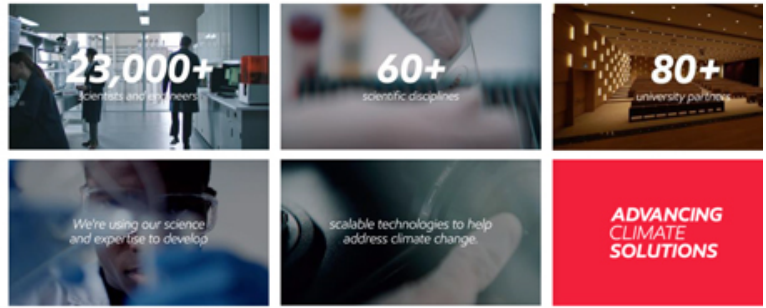 23,000+
scientists and engineers
60+
scientific disciplines
80+
university partners
We're using our science
and expertise to develop
scalable technologies to help
address climate change.
ADVANCING
CLIMATE
SOLUTIONS